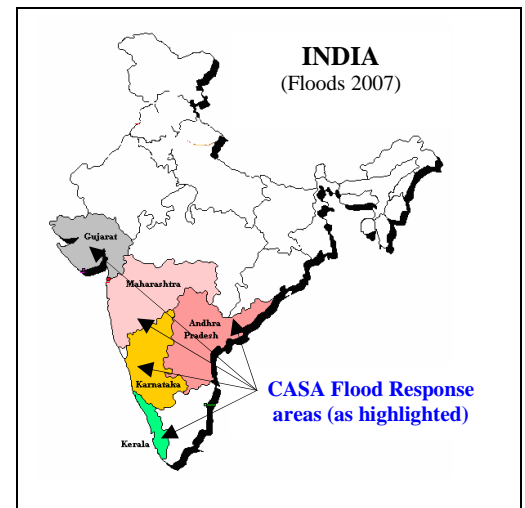 INDIA
(Floods 2007)
Gujarat
Maharashtra
Andhra
Pradesh
Karnataka
CASA Flood Response
areas (as highlighted)
Kerala